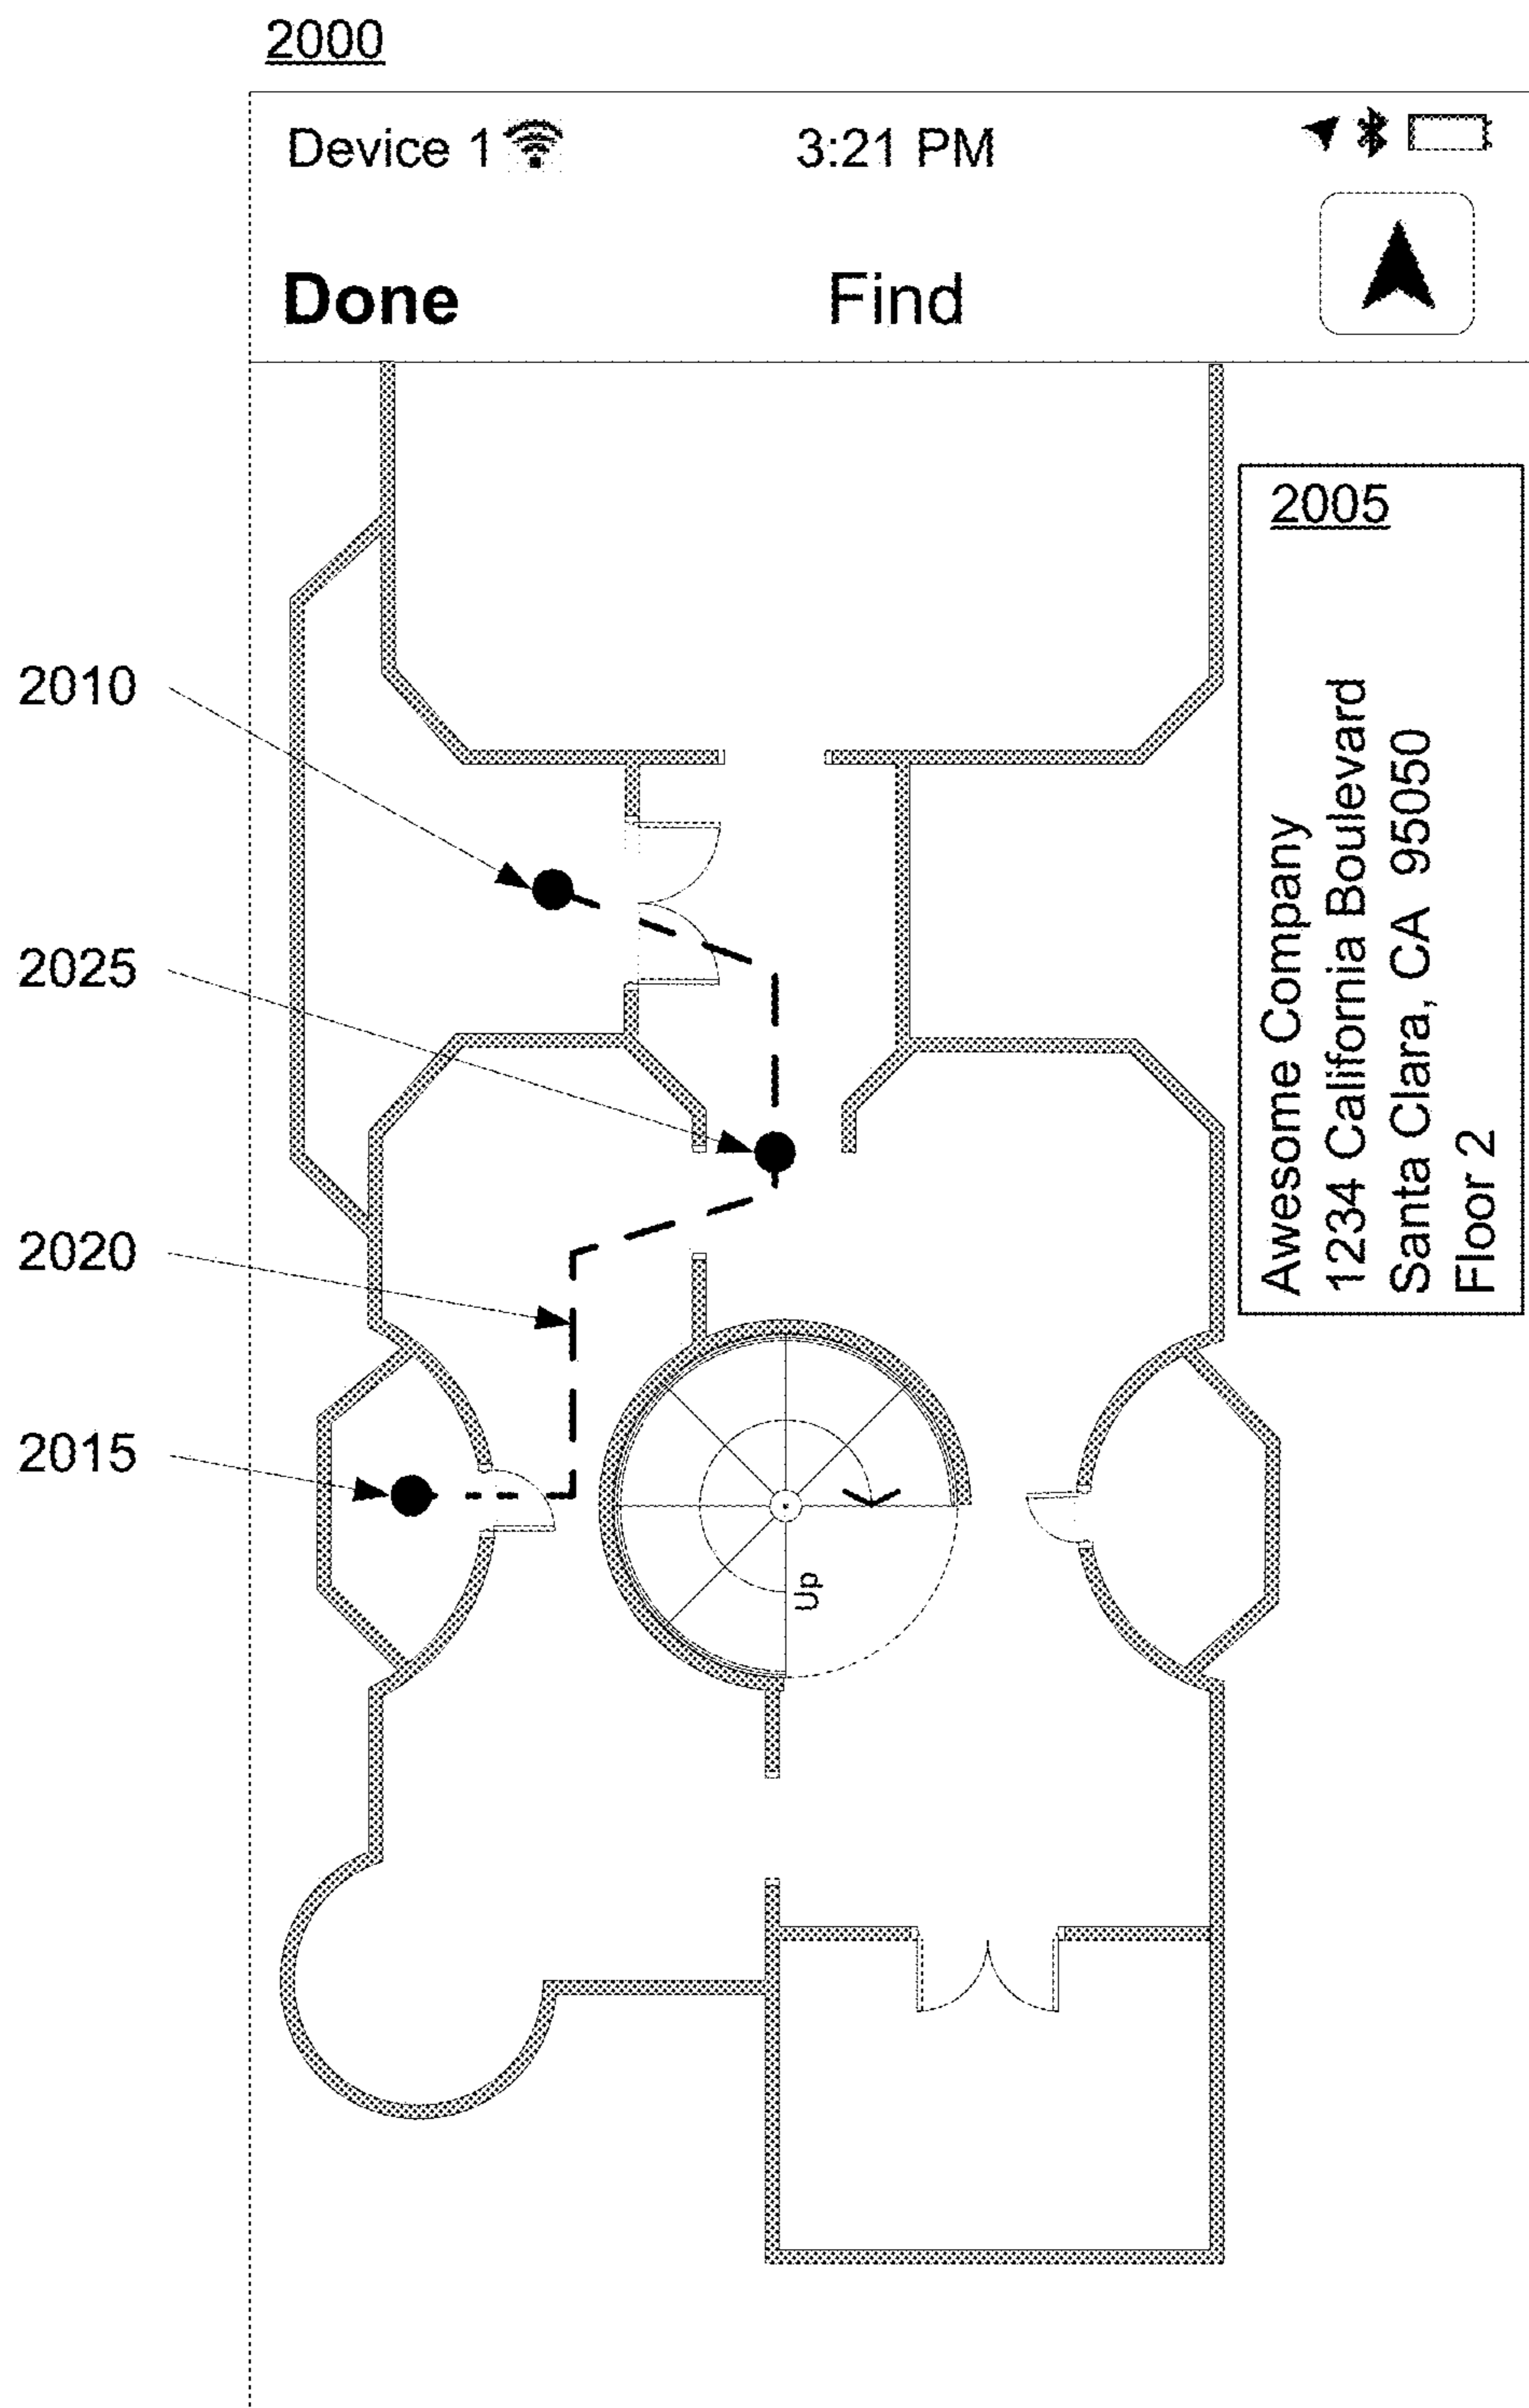 2000
Device 1
3:21 PM
Done
Find
2005
Awesome Company
1234 California Boulevard
Santa Clara, CA 95050
Floor 2
2010
2025
2020
2015
Up